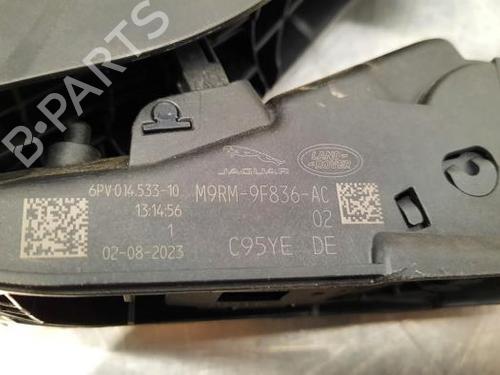 B-PARTS
JAGUAR
LAND-
ROVER
6PV 014.533-10
13:14:56
1
02-08-2023
M9RM-9F836-AC
02
C95YE DE